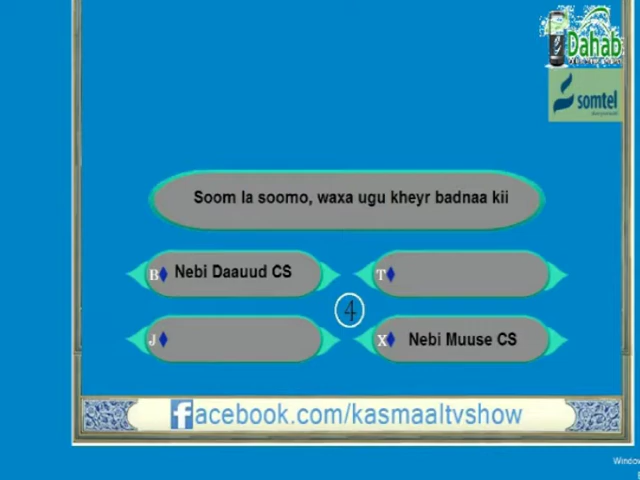 Dahab
somtel
Soom la soomo, waxa ugu kheyr badnaa kii
B Nebi Daauud CS
T
4
J
X Nebi Muuse CS
facebook.com/kasmaaltvshow